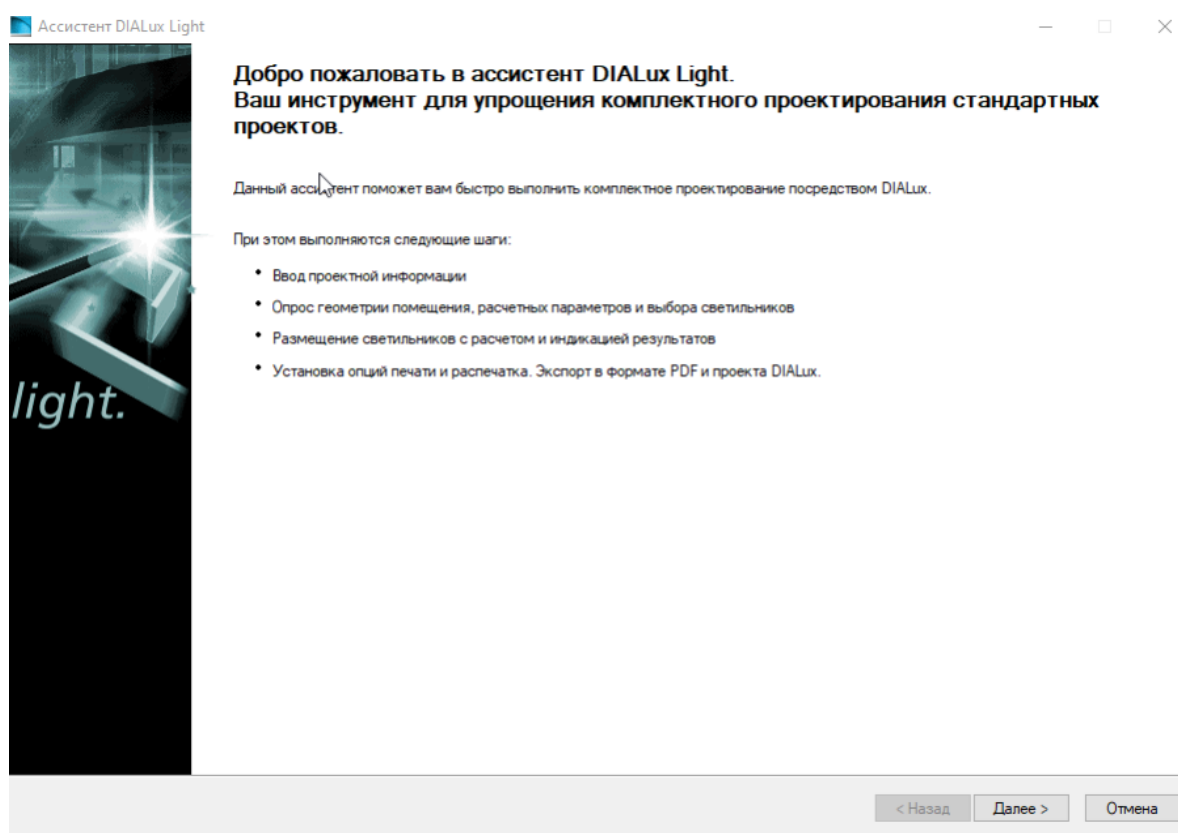 Ассистент DIALux Light
Добро пожаловать в ассистент DIALux Light.
Ваш инструмент для упрощения комплектного проектирования стандартных
проектов.
Данный ассистент поможет вам быстро выполнить комплектное проектирование посредством DIALux.
При этом выполняются следующие шаги:
• Ввод проектной информации
• Опрос геометрии помещения, расчетных параметров и выбора светильников
• Размещение светильников с расчетом и индикацией результатов
• Установка опций печати и распечатка. Экспорт в формате PDF и проекта DIALux.
light.
< Назад Далее > Отмена